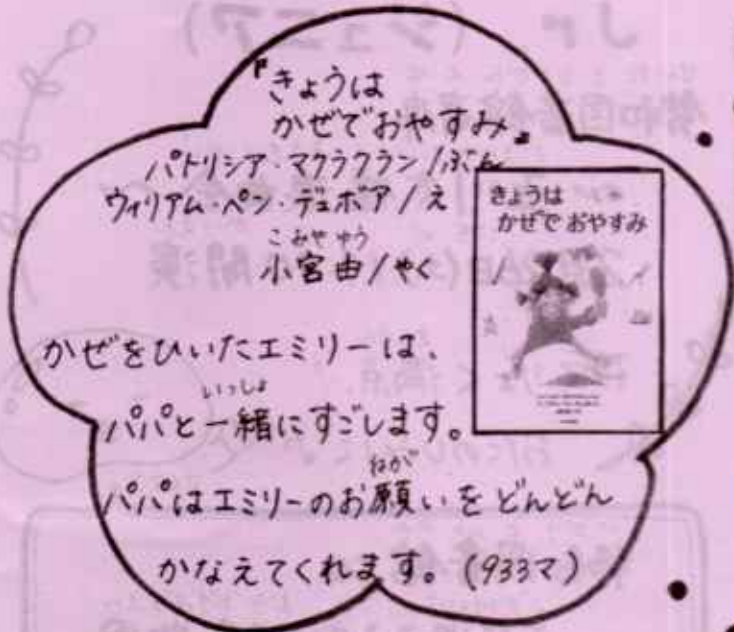 『きょうは
かぜでおやすみ』
パトリシア・マクラクラン/ぶん
ウィリアム・ペン・デュボア/え
こみやゆう
小宮由/やく
きょうは
かぜで おやすみ
かぜをひいたエミリーは、
いっしょ
パパと一緒にすごします。
ねが
パパはエミリーのお願いをどんどん
かなえてくれます。(933マ)